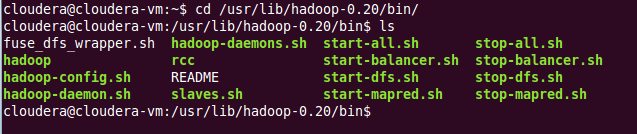 cloudera@cloudera-vm:~$ cd /usr/lib/hadoop-0.20/bin/
cloudera@cloudera-vm:/usr/lib/hadoop-0.20/bin$ ls
fuse_dfs_wrapper.sh  hadoop-daemons.sh  start-all.sh       stop-all.sh
hadoop               rcc                start-balancer.sh  stop-balancer.sh
hadoop-config.sh     README             start-dfs.sh       stop-dfs.sh
hadoop-daemon.sh     slaves.sh          start-mapred.sh    stop-mapred.sh
cloudera@cloudera-vm:/usr/lib/hadoop-0.20/bin$